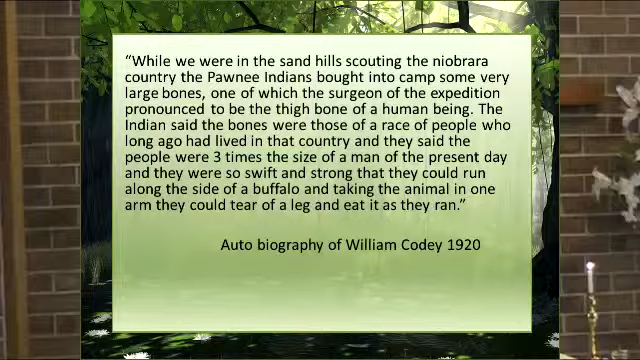 "While we were in the sand hills scouting the niobrara
country the Pawnee Indians bought into camp some very
large bones, one of which the surgeon of the expedition
pronounced to be the thigh bone of a human being. The
Indian said the bones were those of a race of people who
long ago had lived in that country and they said the
people were 3 times the size of a man of the present day
and they were so swift and strong that they could run
along the side of a buffalo and taking the animal in one
arm they could tear of a leg and eat it as they ran."
Auto biography of William Codey 1920